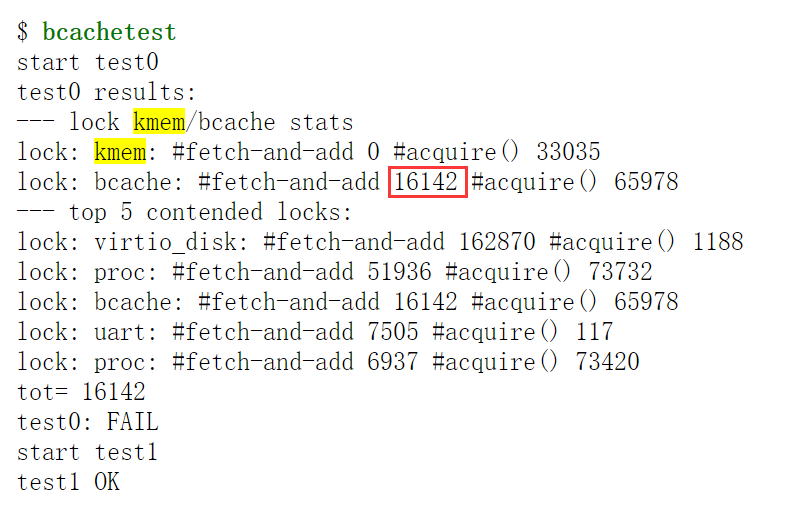 $ bcachetest
start test0
test0 results:
--- lock kmem/bcache stats
lock: kmem: #fetch-and-add 0 #acquire() 33035
lock: bcache: #fetch-and-add 16142 #acquire() 65978
--- top 5 contended locks:
lock: virtio_disk: #fetch-and-add 162870 #acquire() 1188
lock: proc: #fetch-and-add 51936 #acquire() 73732
lock: bcache: #fetch-and-add 16142 #acquire() 65978
lock: uart: #fetch-and-add 7505 #acquire() 117
lock: proc: #fetch-and-add 6937 #acquire() 73420
tot= 16142
test0: FAIL
start test1
test1 OK